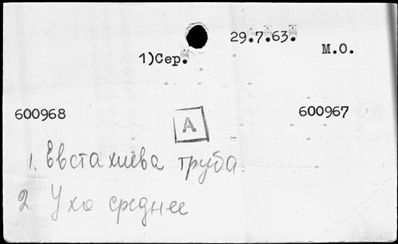 29.7.63.
1)Сер.
М.О.
600968
600967
А
1. Евстахиева труба.
2. Ухо среднее